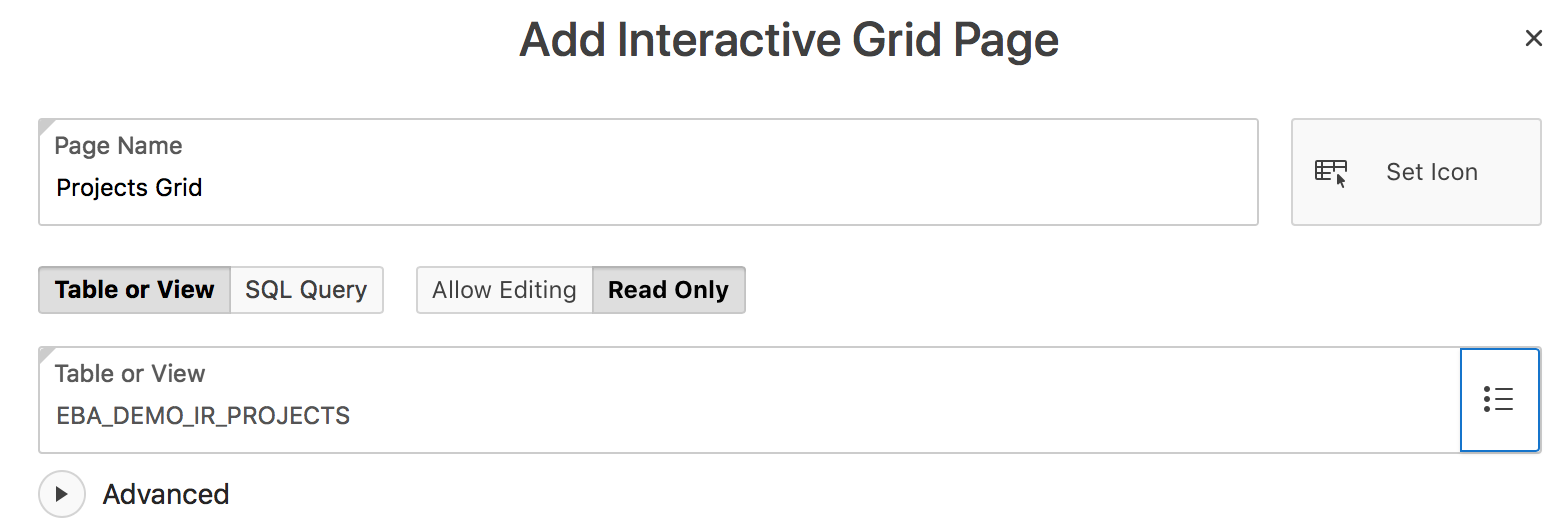 Add Interactive Grid Page
Page Name
Projects Grid
Set Icon
Table or View SQL Query Allow Editing Read Only
Table or View
EBA_DEMO_IR_PROJECTS
Advanced